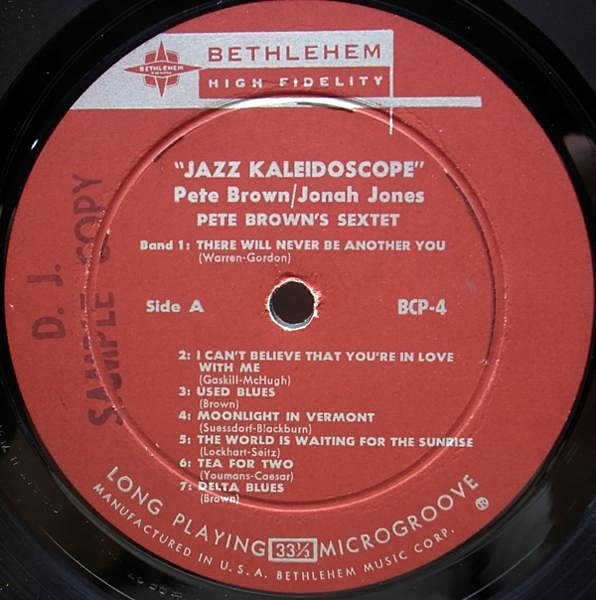 BETHLEHEM
BETHLEHEM
HIGH FIDELITY
"JAZZ KALEIDOSCOPE"
Pete Brown/Jonah Jones
PETE BROWN'S SEXTET
Band 1: THERE WILL NEVER BE ANOTHER YOU
(Warren-Gordon)
Side A
BCP-4
D. J.
SAMPLE COPY
2: I CAN'T BELIEVE THAT YOU'RE IN LOVE
WITH ME
(Gaskill-McHugh)
3: USED BLUES
(Brown)
4: MOONLIGHT IN VERMONT
(Suessdorf-Blackburn)
5: THE WORLD IS WAITING FOR THE SUNRISE
(Lockhart-Seitz)
6: TEA FOR TWO
(Youmans-Caesar)
7: DELTA BLUES
(Brown)
LONG PLAYING 33⅓ MICROGROOVE
MANUFACTURED IN U.S.A. BETHLEHEM MUSIC CORP.